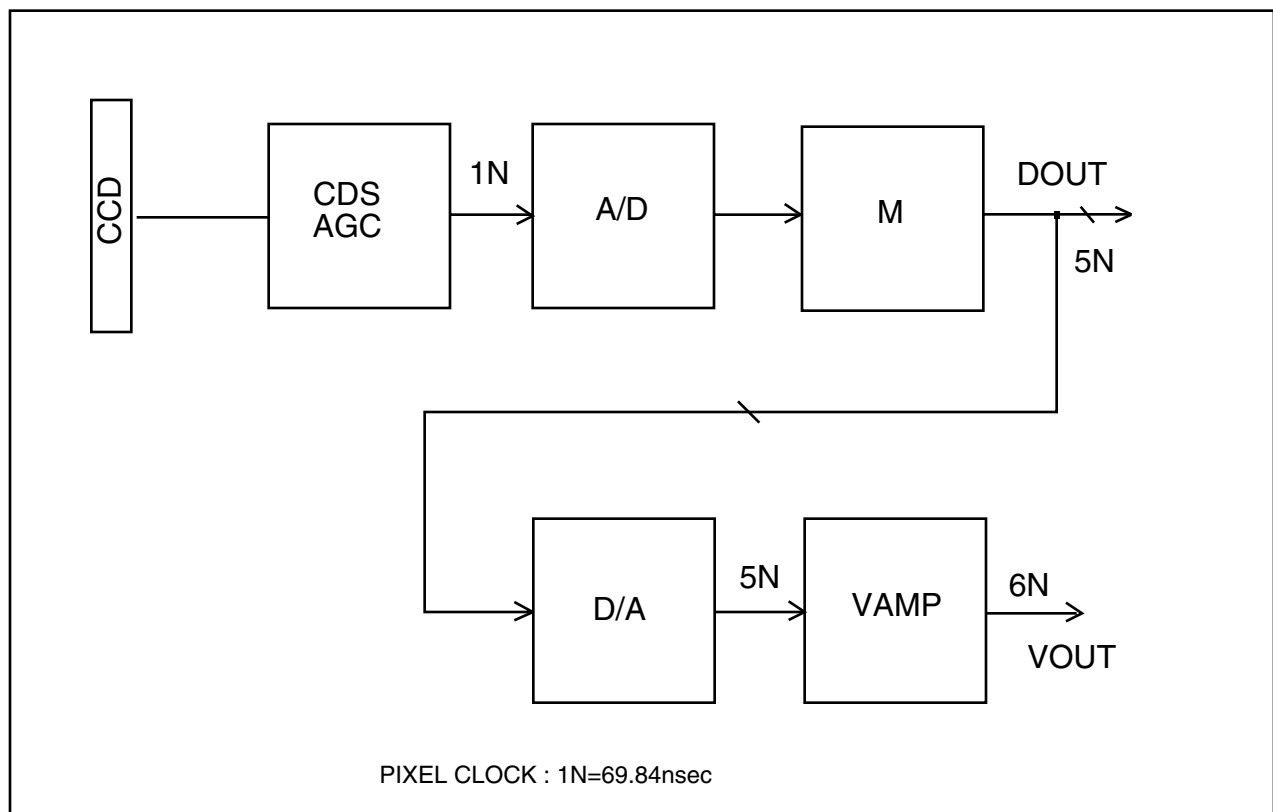 CCD
CDS
AGC
1N
A/D
M
DOUT
5N
D/A
5N
VAMP
6N
VOUT
PIXEL CLOCK : 1N=69.84nsec